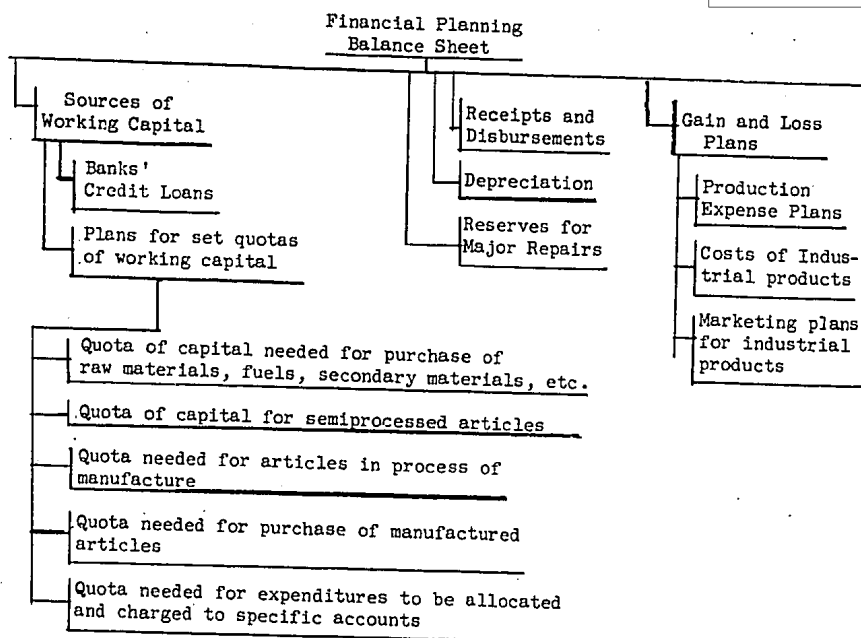 Financial Planning
Balance Sheet
Sources of
Working Capital
Banks'
Credit Loans
Plans for set quotas
of working capital
Quota of capital needed for purchase of
raw materials, fuels, secondary materials, etc.
Quota of capital for semiprocessed articles
Quota needed for articles in process of
manufacture
Quota needed for purchase of manufactured
articles
Quota needed for expenditures to be allocated
and charged to specific accounts
Receipts and
Disbursements
Depreciation
Reserves for
Major Repairs
Gain and Loss
Plans
Production
Expense Plans
Costs of Indus-
trial products
Marketing plans
for industrial
products